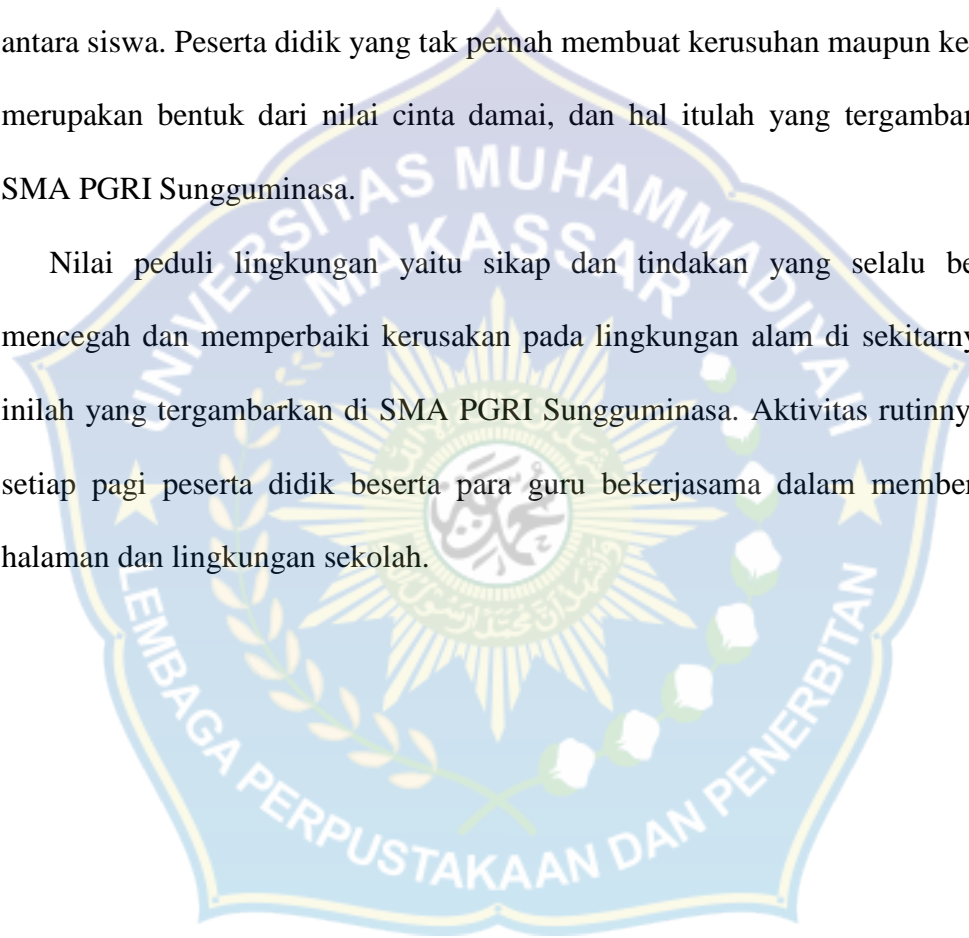 antara siswa. Peserta didik yang tak pernah membuat kerusuhan maupun ke
merupakan bentuk dari nilai cinta damai, dan hal itulah yang tergambar
SMA PGRI Sungguminasa.
Nilai peduli lingkungan yaitu sikap dan tindakan yang selalu be
mencegah dan memperbaiki kerusakan pada lingkungan alam di sekitarny
inilah yang tergambarkan di SMA PGRI Sungguminasa. Aktivitas rutinny
setiap pagi peserta didik beserta para guru bekerjasama dalam member
halaman dan lingkungan sekolah.
UNIVERSITAS MUHAMMADIYAH
MAKASSAR
LEMBAGA PERPUSTAKAAN DAN PENERBITAN